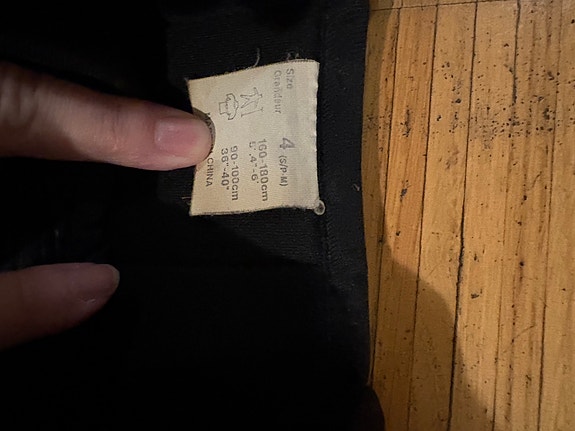 Size
Grandeur
4 (S/P-M)
160-180cm
5',4"-6'
90-100cm
36"-40"
CHINA